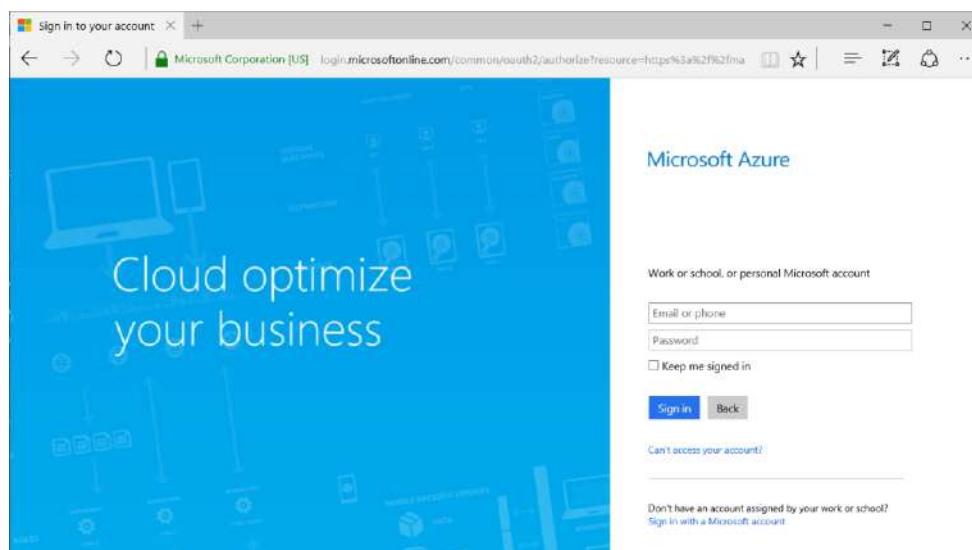 Sign in to your account
Microsoft Corporation [US] login.microsoftonline.com/common/oauth2/authorize?resource=https%3a%2f%2fma
Microsoft Azure
Cloud optimize
your business
Work or school, or personal Microsoft account
Email or phone
Password
Keep me signed in
Sign in Back
Can't access your account?
Don't have an account assigned by your work or school?
Sign in with a Microsoft account